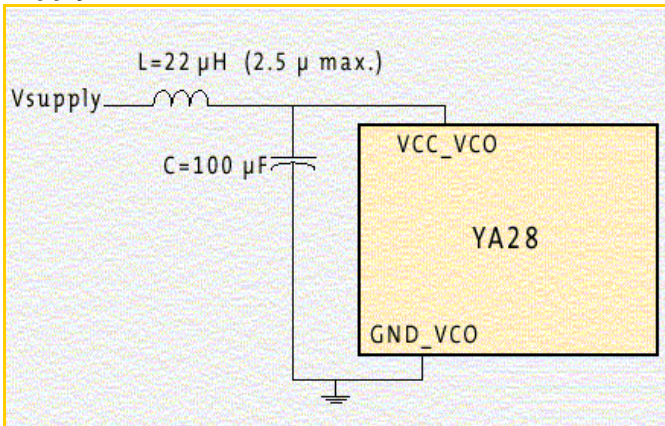 L=22 µH (2.5 µ max.)
Vsupply
VCC_VCO
C=100 µF
YA28
GND_VCO